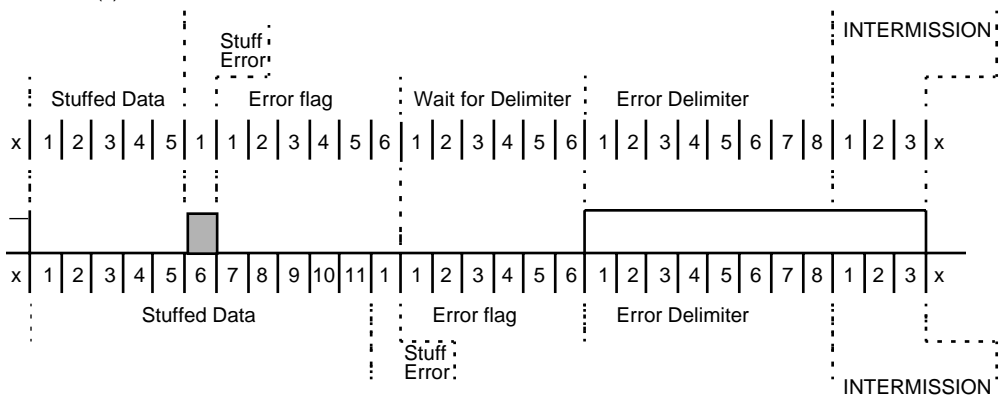 INTERMISSION
Stuff
Error
Stuffed Data Error flag Wait for Delimiter Error Delimiter
x 1 2 3 4 5 1 1 2 3 4 5 6 1 2 3 4 5 6 1 2 3 4 5 6 7 8 1 2 3 x
x 1 2 3 4 5 6 7 8 9 10 11 1 1 2 3 4 5 6 1 2 3 4 5 6 7 8 1 2 3 x
Stuffed Data Error flag Error Delimiter
Stuff
Error
INTERMISSION